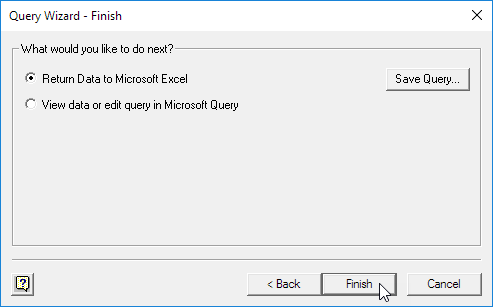 Query Wizard - Finish
What would you like to do next?
Return Data to Microsoft Excel
Save Query...
View data or edit query in Microsoft Query
?
< Back
Finish
Cancel